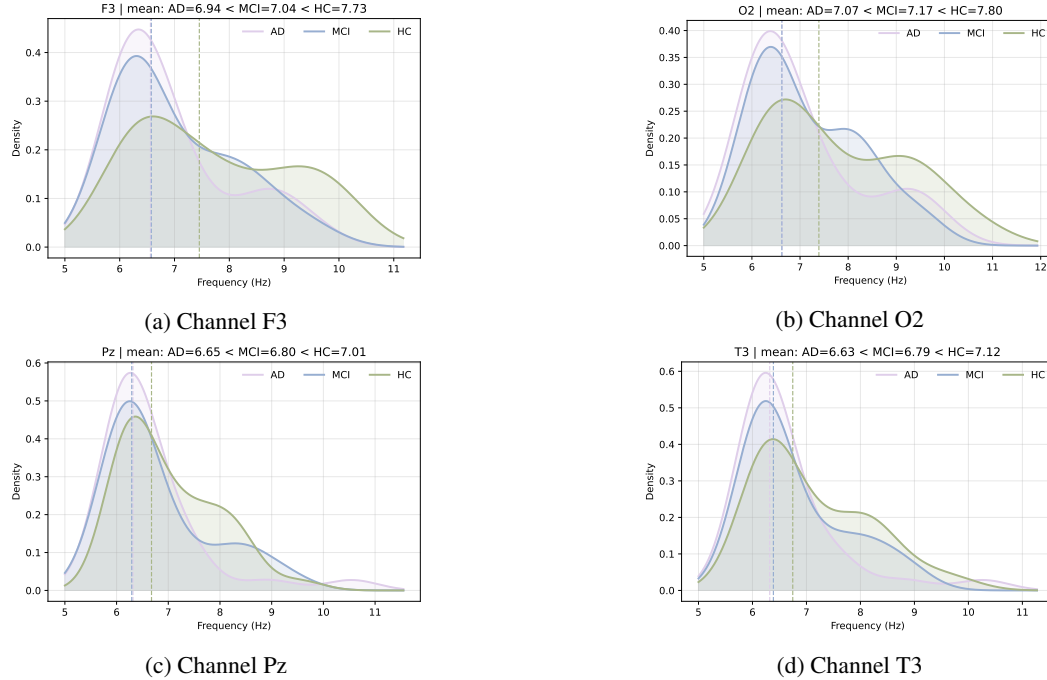 F3 | mean: AD=6.94 < MCI=7.04 < HC=7.73
AD MCI HC
0.4
0.3
0.2
0.1
0.0
Density
5 6 7 8 9 10 11
Frequency (Hz)
(a) Channel F3
O2 | mean: AD=7.07 < MCI=7.17 < HC=7.80
AD MCI HC
0.40
0.35
0.30
0.25
0.20
0.15
0.10
0.05
0.00
Density
5 6 7 8 9 10 11 12
Frequency (Hz)
(b) Channel O2
Pz | mean: AD=6.65 < MCI=6.80 < HC=7.01
AD MCI HC
0.6
0.5
0.4
0.3
0.2
0.1
0.0
Density
5 6 7 8 9 10 11
Frequency (Hz)
(c) Channel Pz
T3 | mean: AD=6.63 < MCI=6.79 < HC=7.12
AD MCI HC
0.6
0.5
0.4
0.3
0.2
0.1
0.0
Density
5 6 7 8 9 10 11
Frequency (Hz)
(d) Channel T3